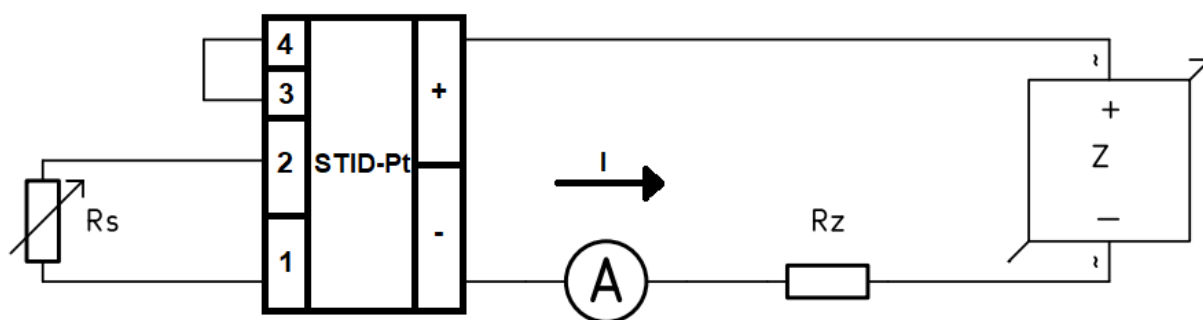 4
3
2
1
STID-Pt
+
-
Rs
I
A
Rz
~
+
Z
—
~